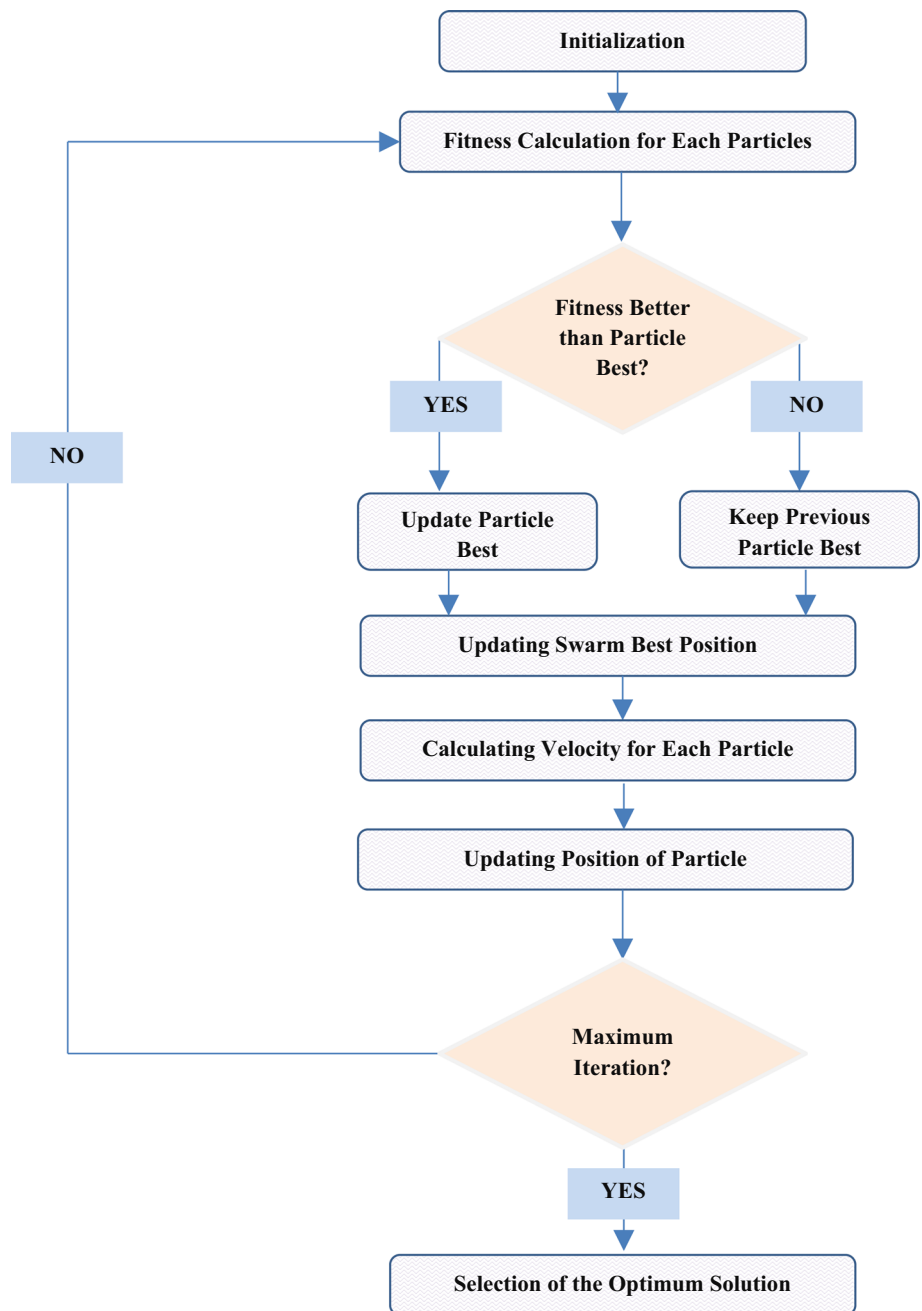 Initialization
Fitness Calculation for Each Particles
Fitness Better
than Particle
Best?
YES
NO
NO
Update Particle
Best
Keep Previous
Particle Best
Updating Swarm Best Position
Calculating Velocity for Each Particle
Updating Position of Particle
Maximum
Iteration?
YES
Selection of the Optimum Solution